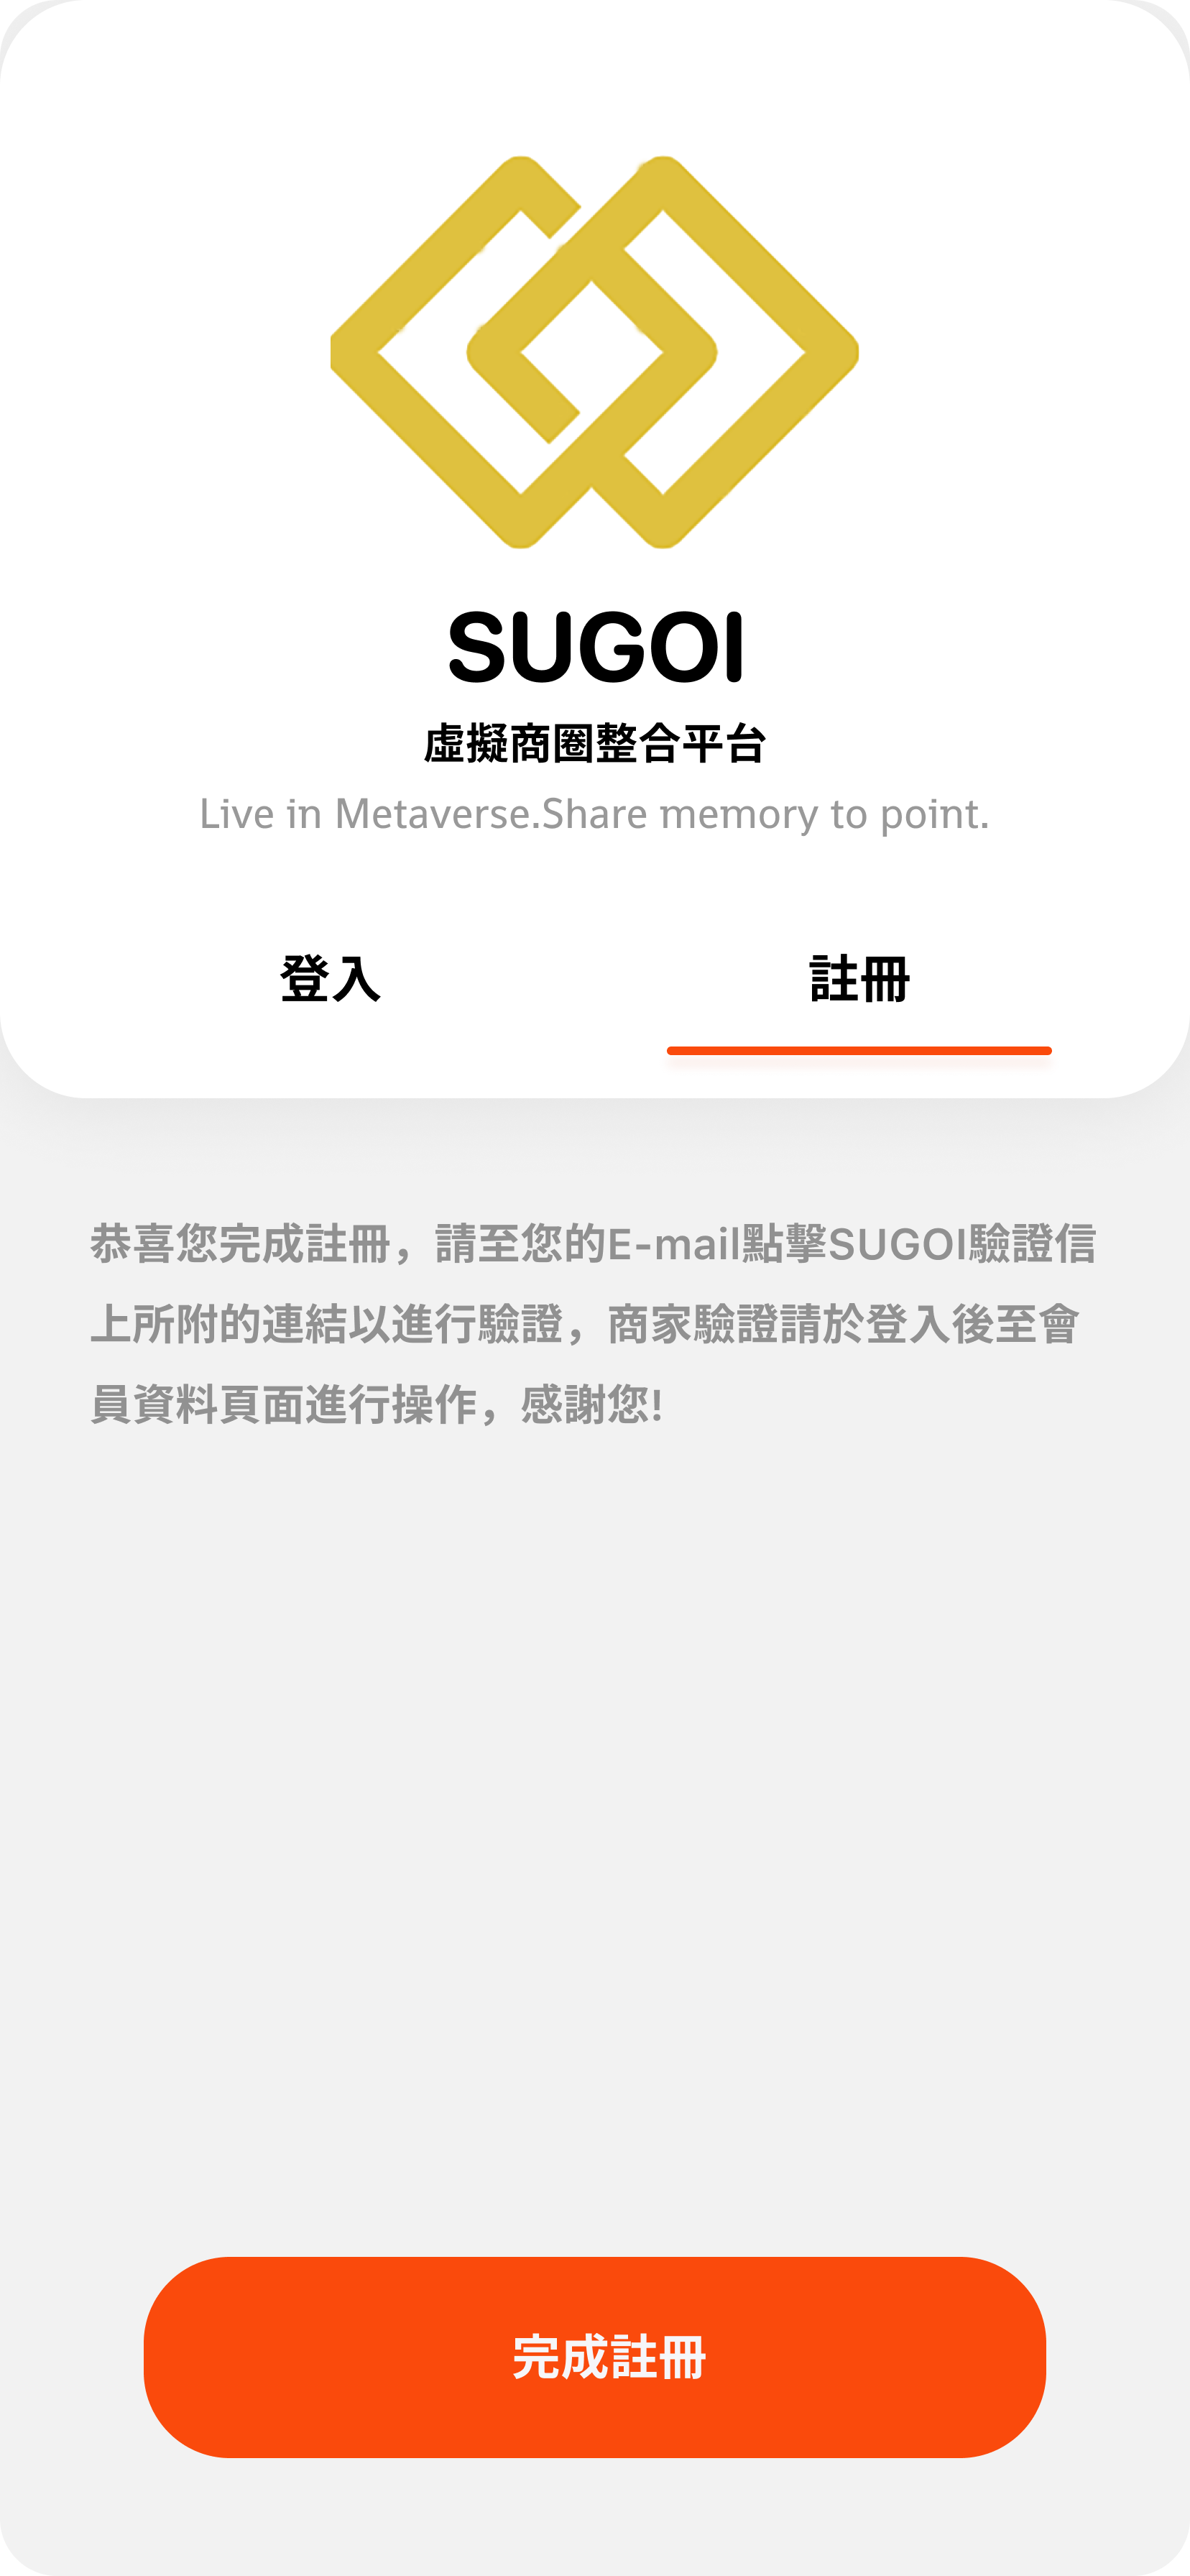 SUGOI
虛擬商圈整合平台
Live in Metaverse.Share memory to point.
登入
註冊
恭喜您完成註冊，請至您的E-mail點擊SUGOI驗證信
上所附的連結以進行驗證，商家驗證請於登入後至會
員資料頁面進行操作，感謝您!
完成註冊